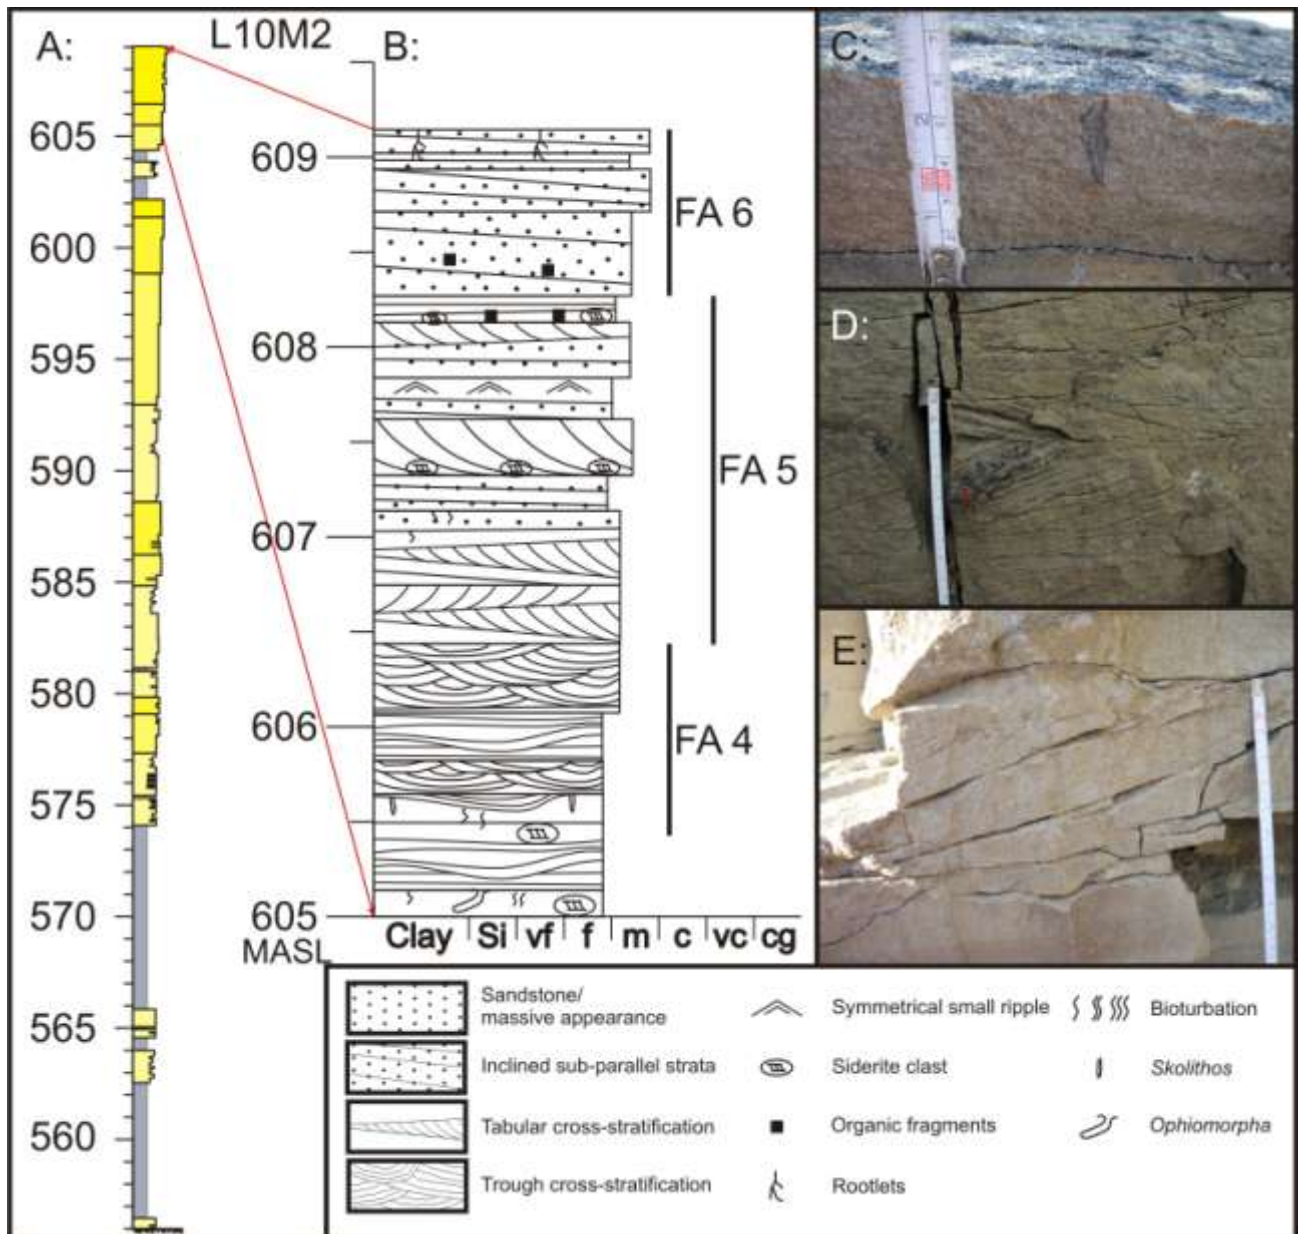 A:
L10M2
B:
C:
D:
E:
605
600
595
590
585
580
575
570
565
560
609
608
607
606
605
MASL
FA 6
FA 5
FA 4
Clay Si vf f m c vc cg
Sandstone/
massive appearance
Inclined sub-parallel strata
Tabular cross-stratification
Trough cross-stratification
Symmetrical small ripple
Siderite clast
Organic fragments
Rootlets
Bioturbation
Skolithos
Ophiomorpha